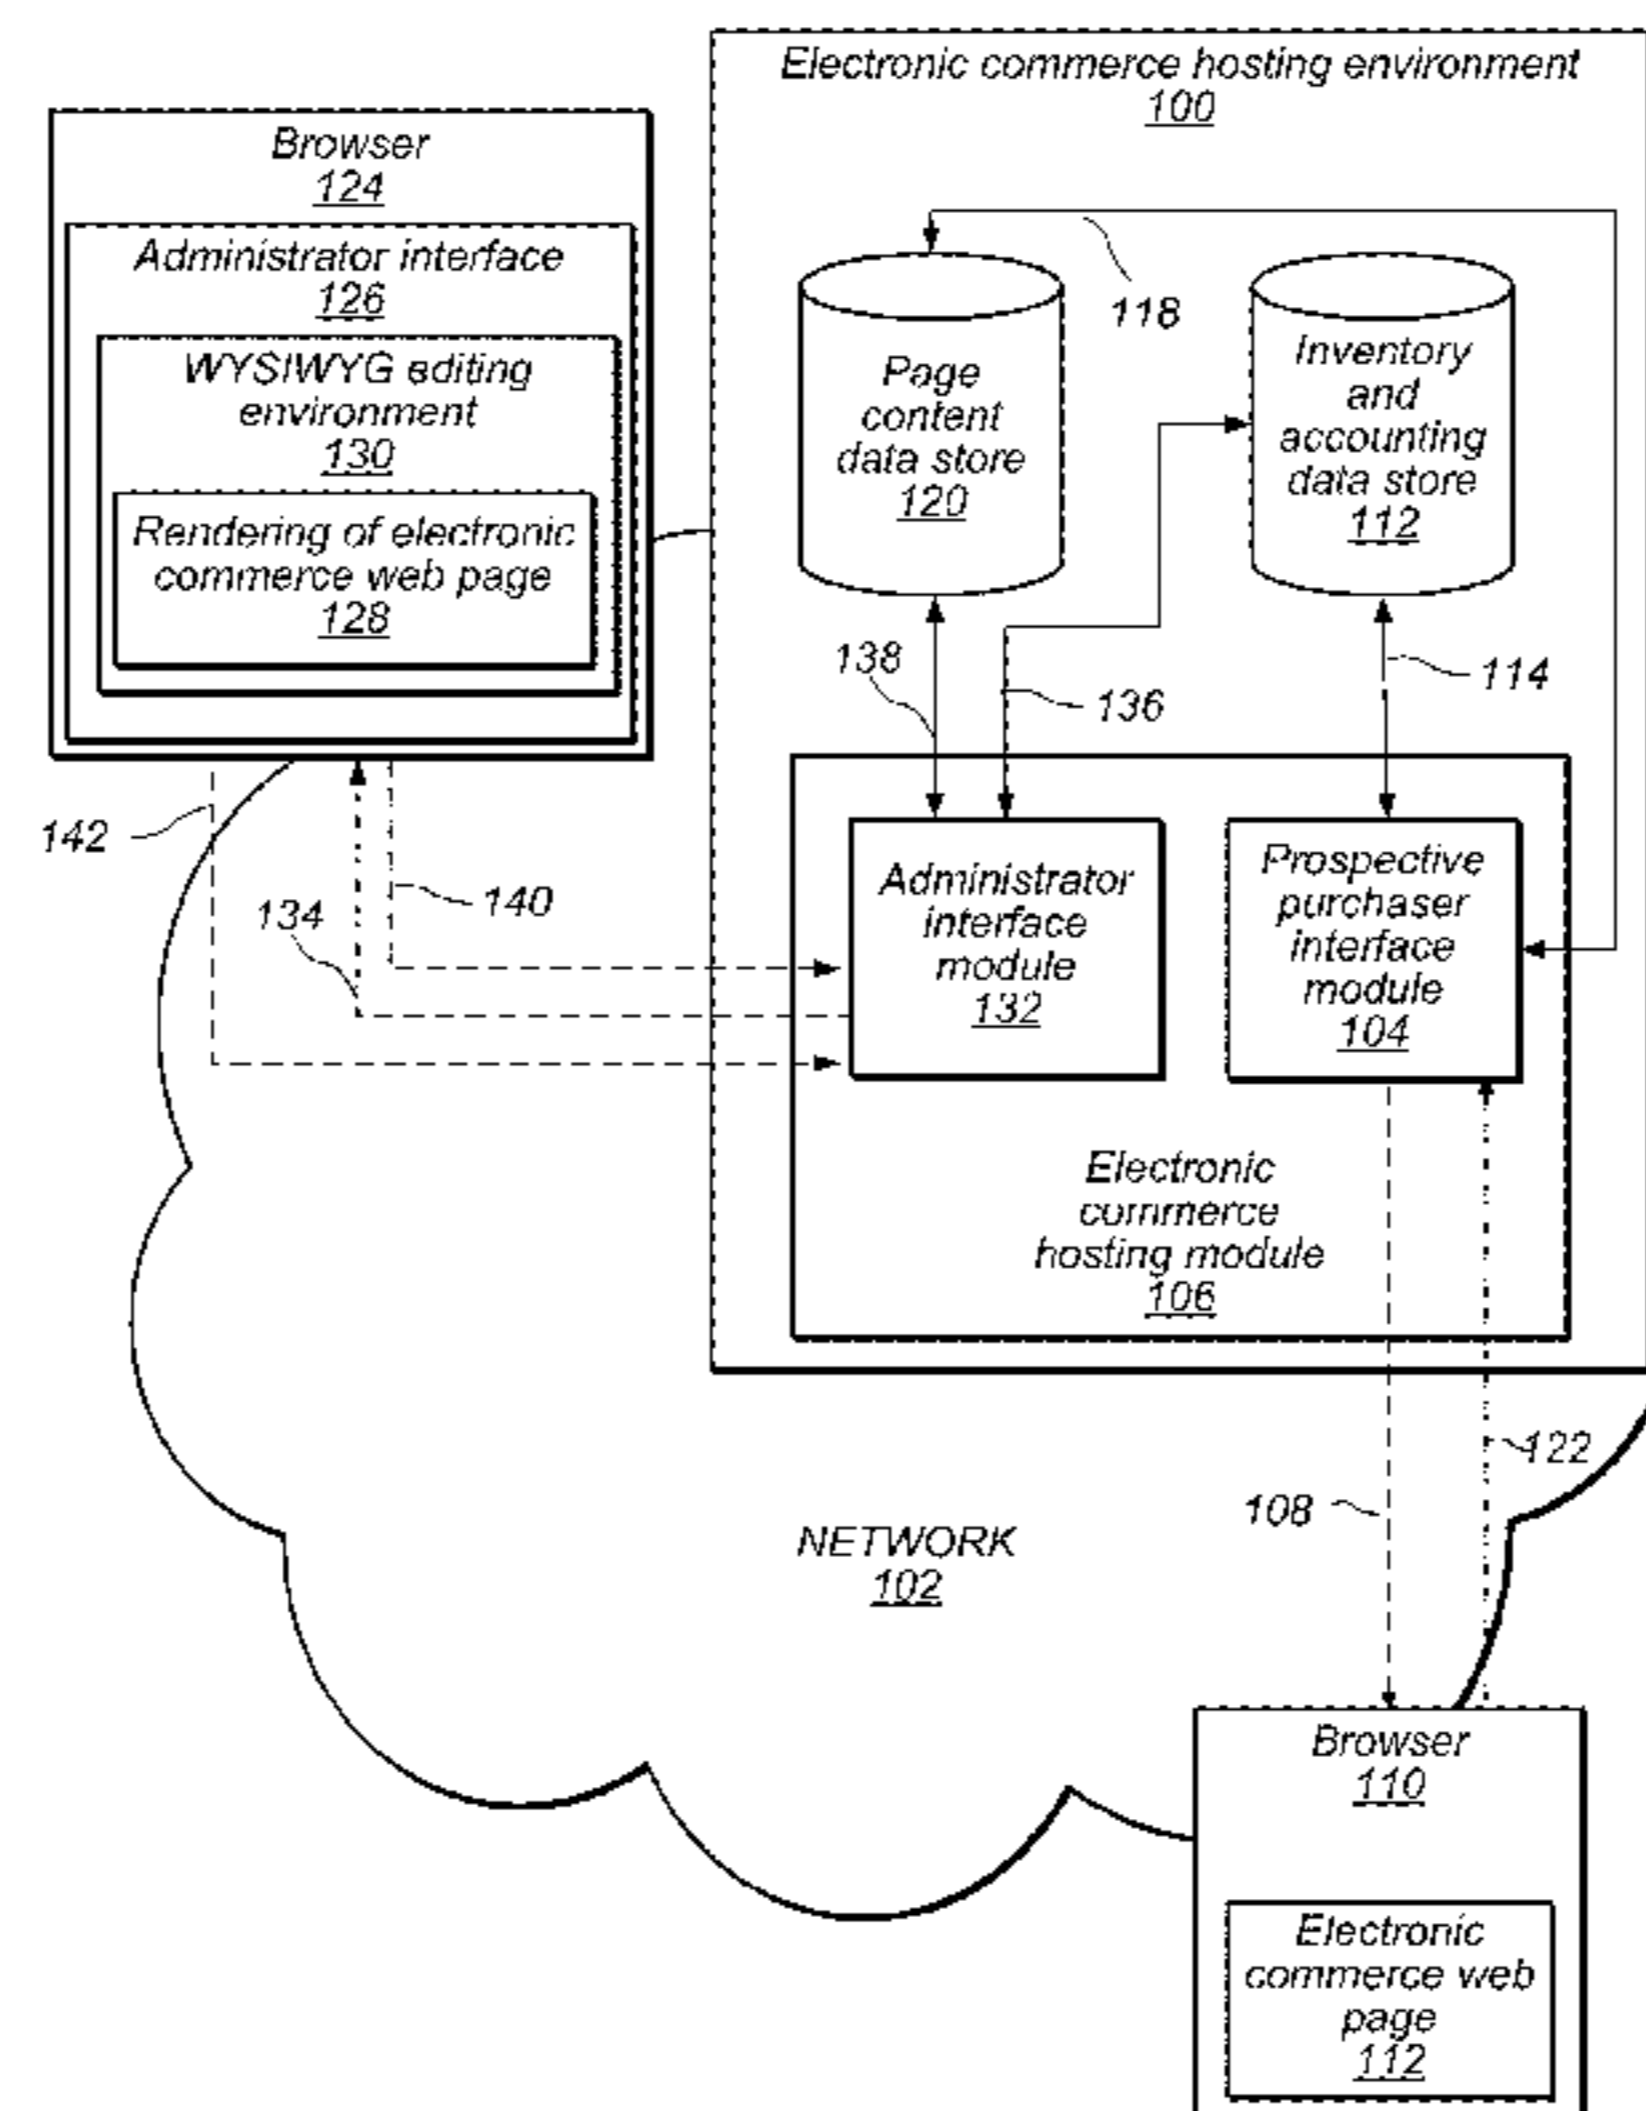 Electronic commerce hosting environment
100
Browser
124
Administrator interface
126
WYSIWYG editing
environment
130
Rendering of electronic
commerce web page
128
118
Page
content
data store
120
Inventory
and
accounting
data store
112
138
136
114
142
134
140
Administrator
interface
module
132
Prospective
purchaser
interface
module
104
Electronic
commerce
hosting module
106
122
108
NETWORK
102
Browser
110
Electronic
commerce web
page
112